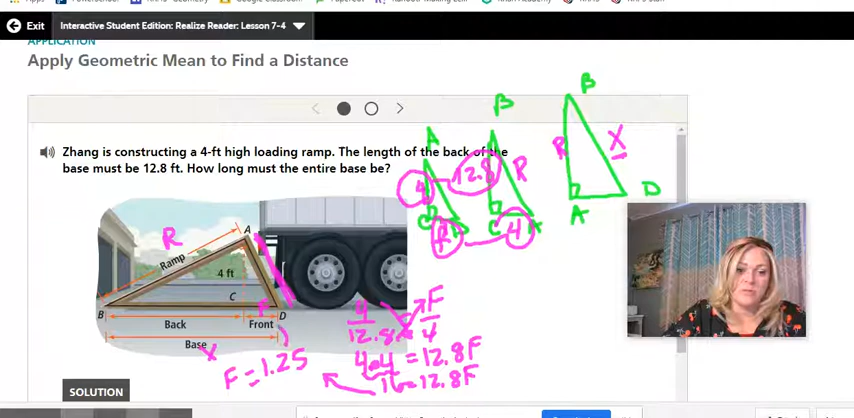 Exit
Interactive Student Edition: Realize Reader: Lesson 7-4
APPLICATION
Apply Geometric Mean to Find a Distance
Zhang is constructing a 4-ft high loading ramp. The length of the back of the
base must be 12.8 ft. How long must the entire base be?
A
B
B
4
12.8
R
R
X
C
C
4
A
A
D
R
A
Ramp
4 ft
C
F
B
D
Back
Front
Base
X
4
F
12.8
4
4·4 = 12.8F
16=12.8F
F=1.25
SOLUTION